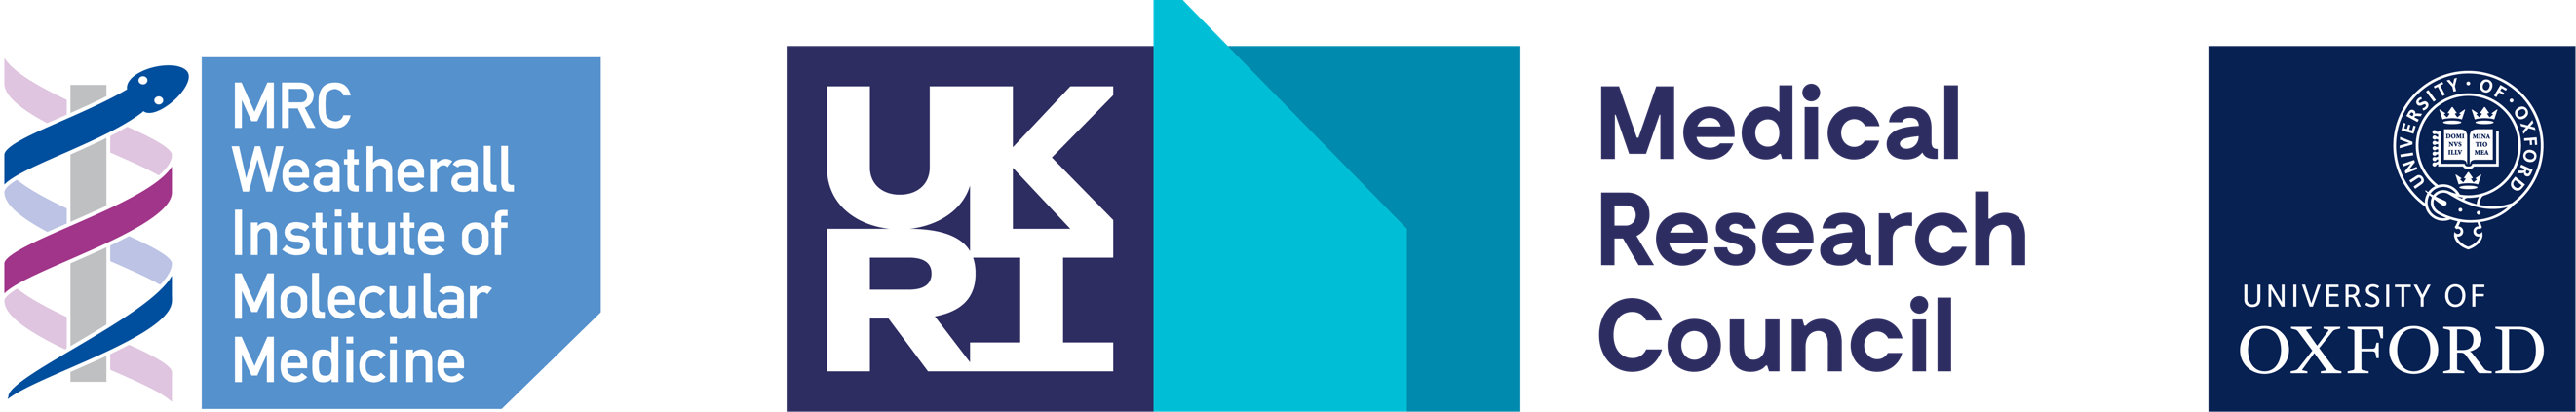 MRC
Weatherall
Institute of
Molecular
Medicine
UK
RI
Medical
Research
Council
UNIVERSITY · OF · OXFORD
DOMI MINA
NVS TIO
ILLV MEA
UNIVERSITY OF
OXFORD